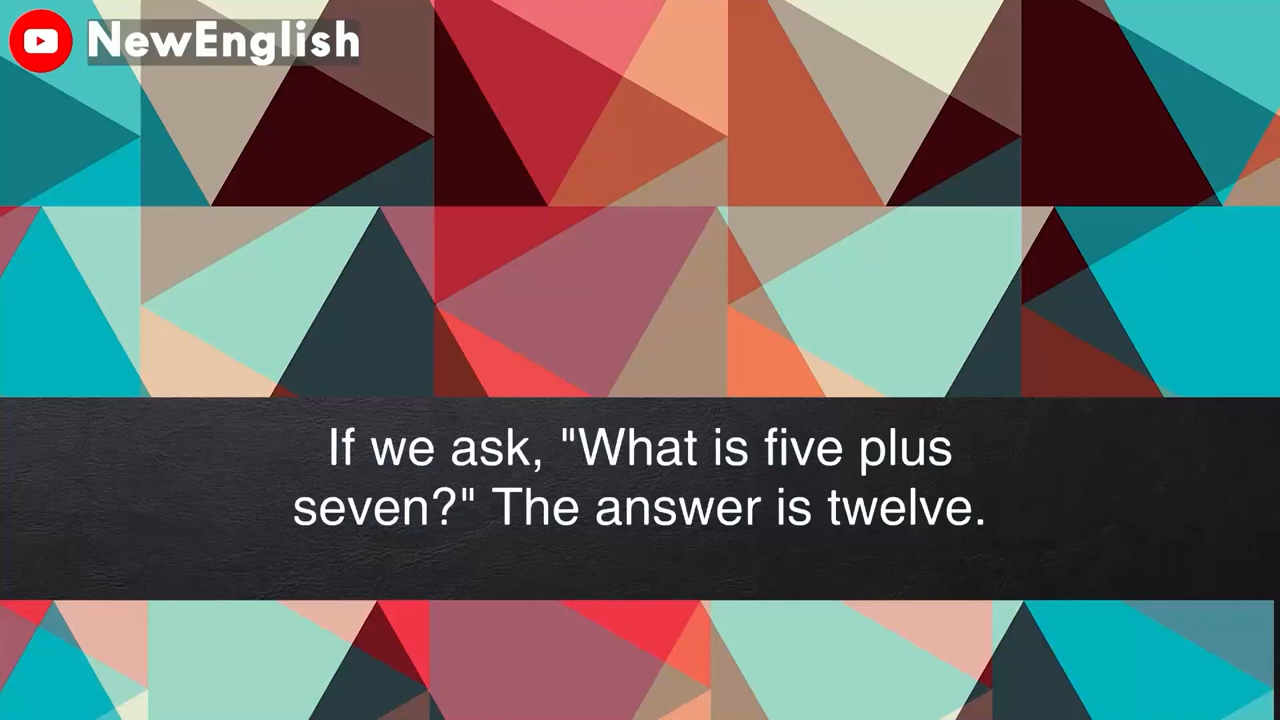 NewEnglish
If we ask, "What is five plus
seven?" The answer is twelve.